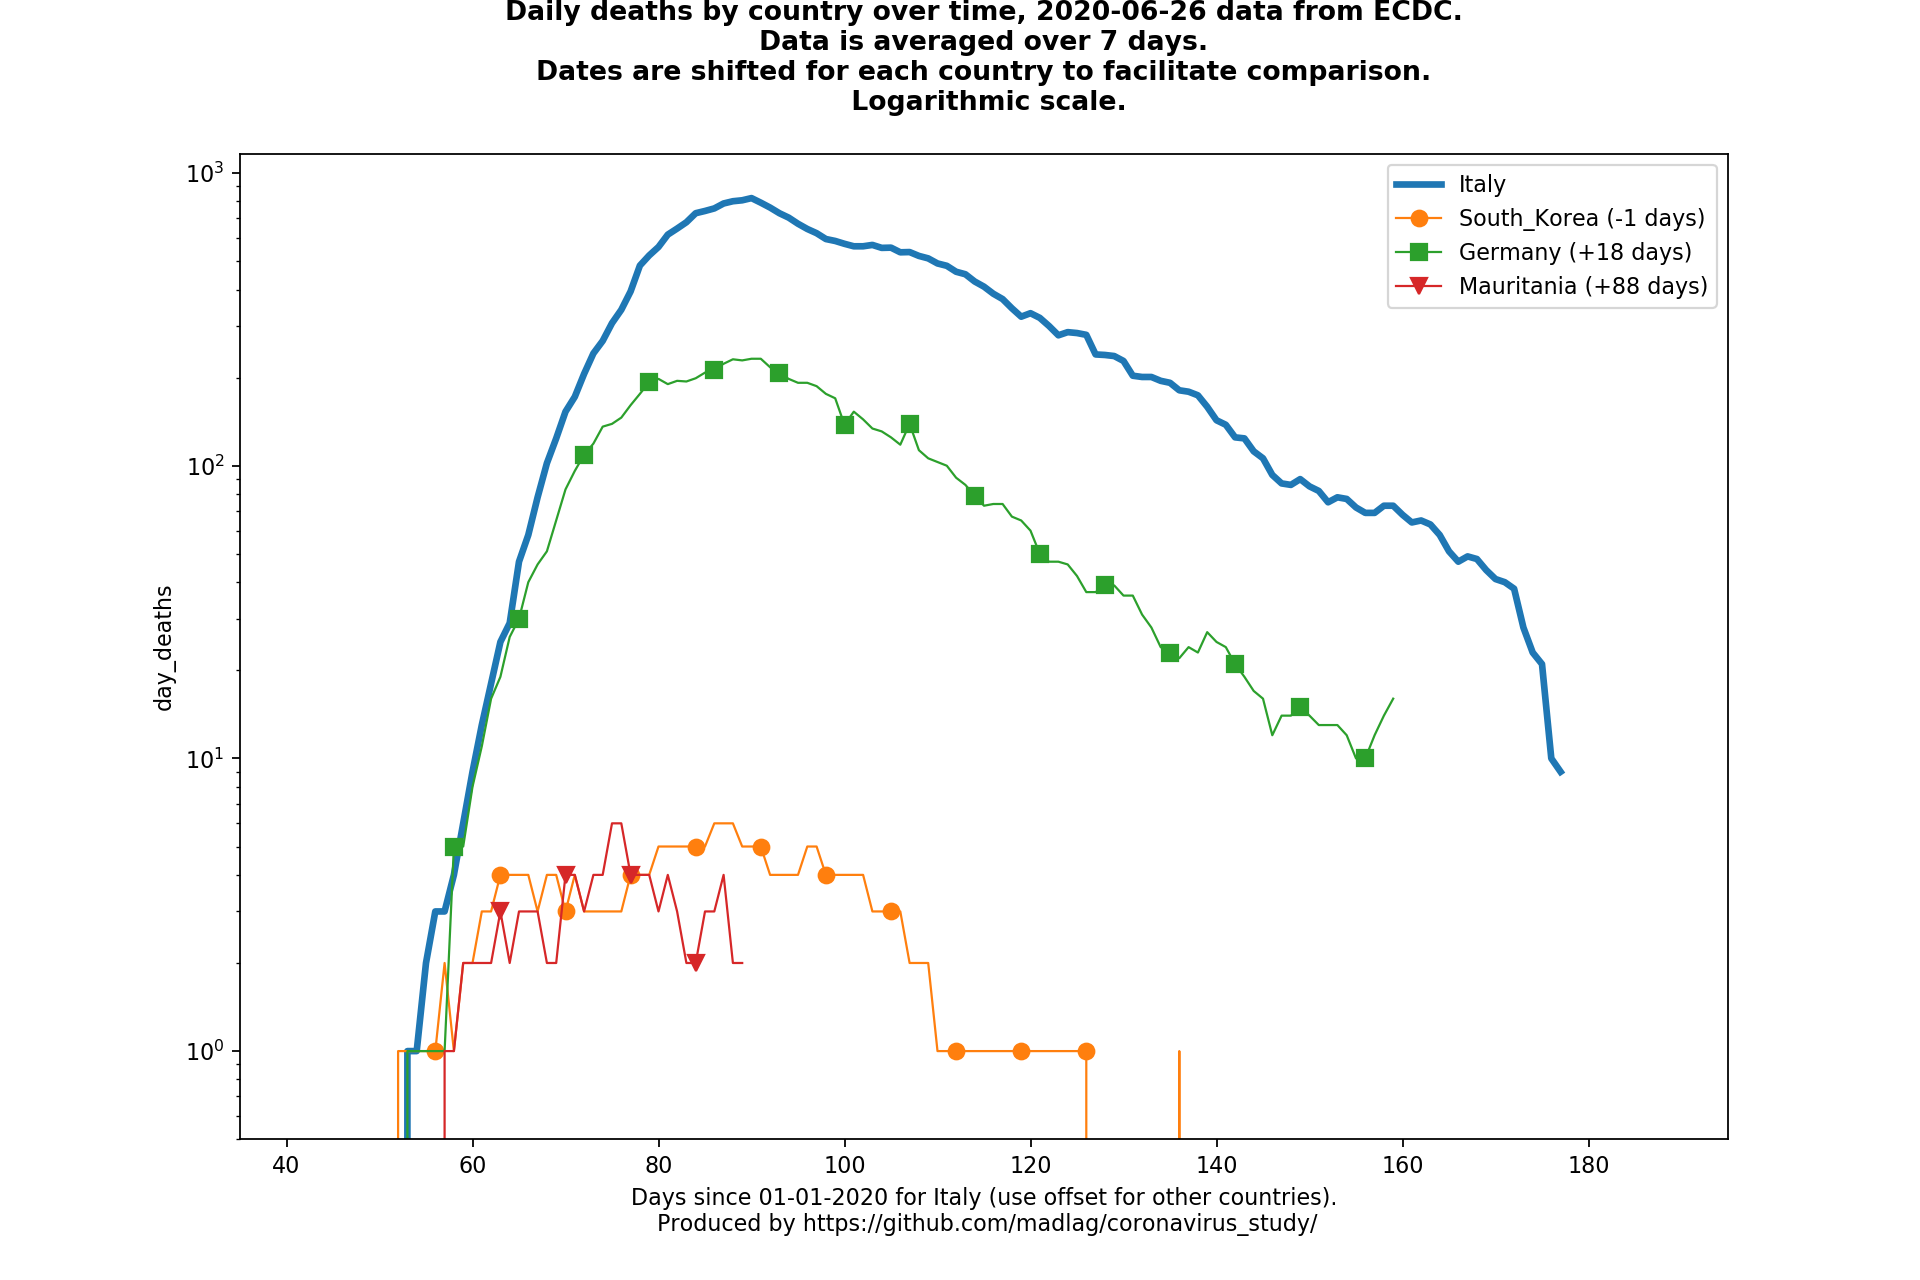 Daily deaths by country over time, 2020-06-26 data from ECDC.
Data is averaged over 7 days.
Dates are shifted for each country to facilitate comparison.
Logarithmic scale.
10³
10²
10¹
10⁰
day_deaths
Italy
South_Korea (-1 days)
Germany (+18 days)
Mauritania (+88 days)
40 60 80 100 120 140 160 180
Days since 01-01-2020 for Italy (use offset for other countries).
Produced by https://github.com/madlag/coronavirus_study/